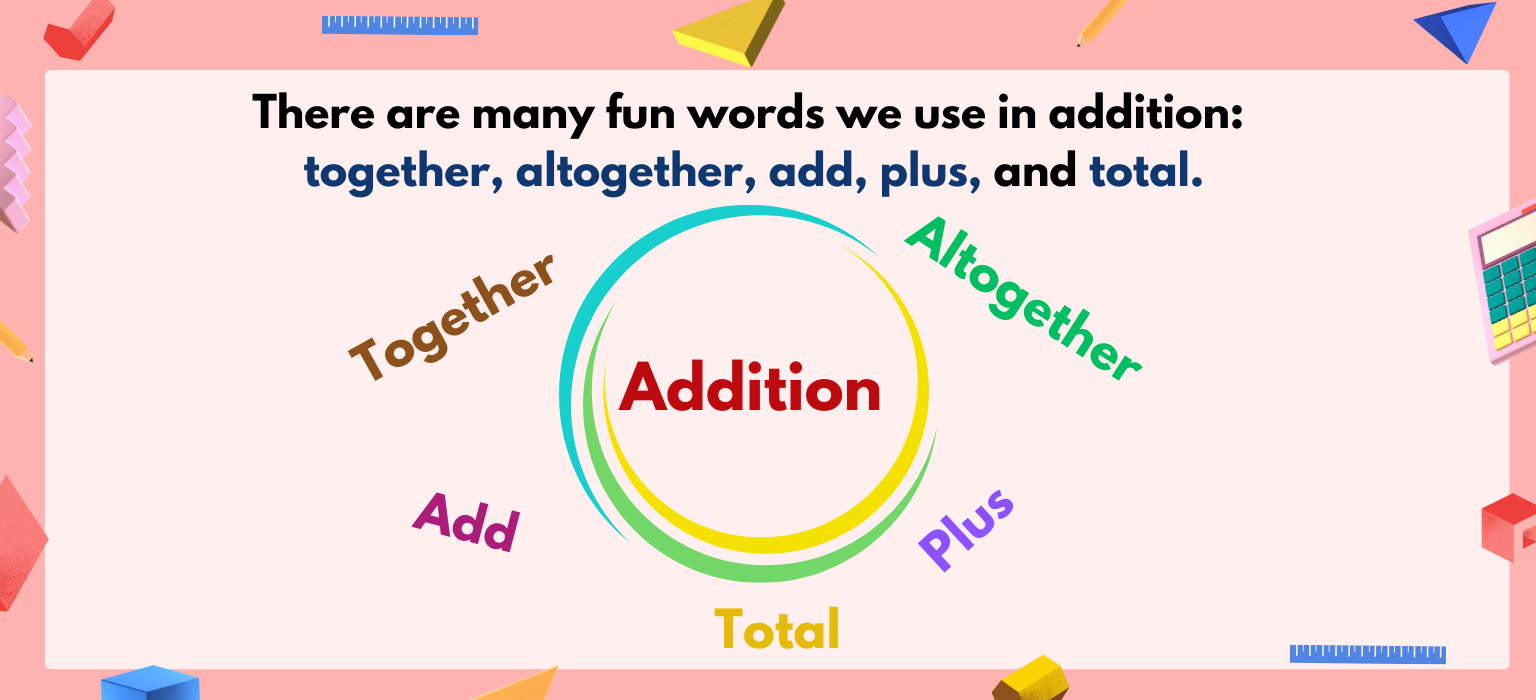 There are many fun words we use in addition:
together, altogether, add, plus, and total.
Together
Altogether
Addition
Add
Plus
Total